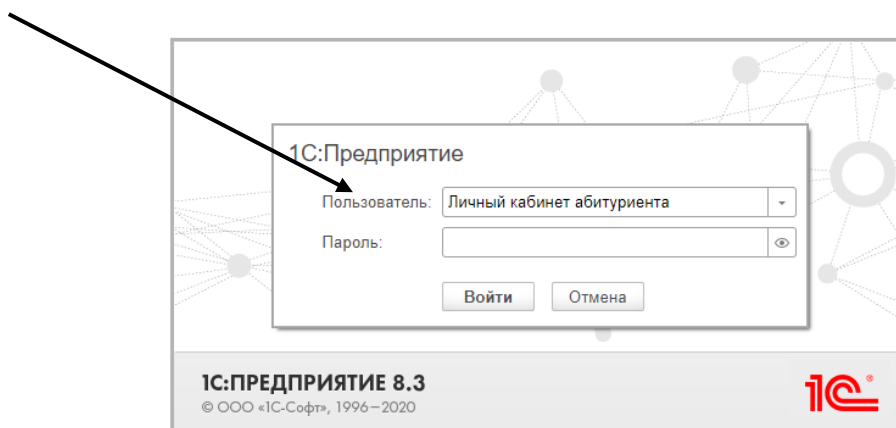 1С:Предприятие
Пользователь: Личный кабинет абитуриента
Пароль:
Войти Отмена
1С:ПРЕДПРИЯТИЕ 8.3
© ООО «1С-Софт», 1996–2020
1С®